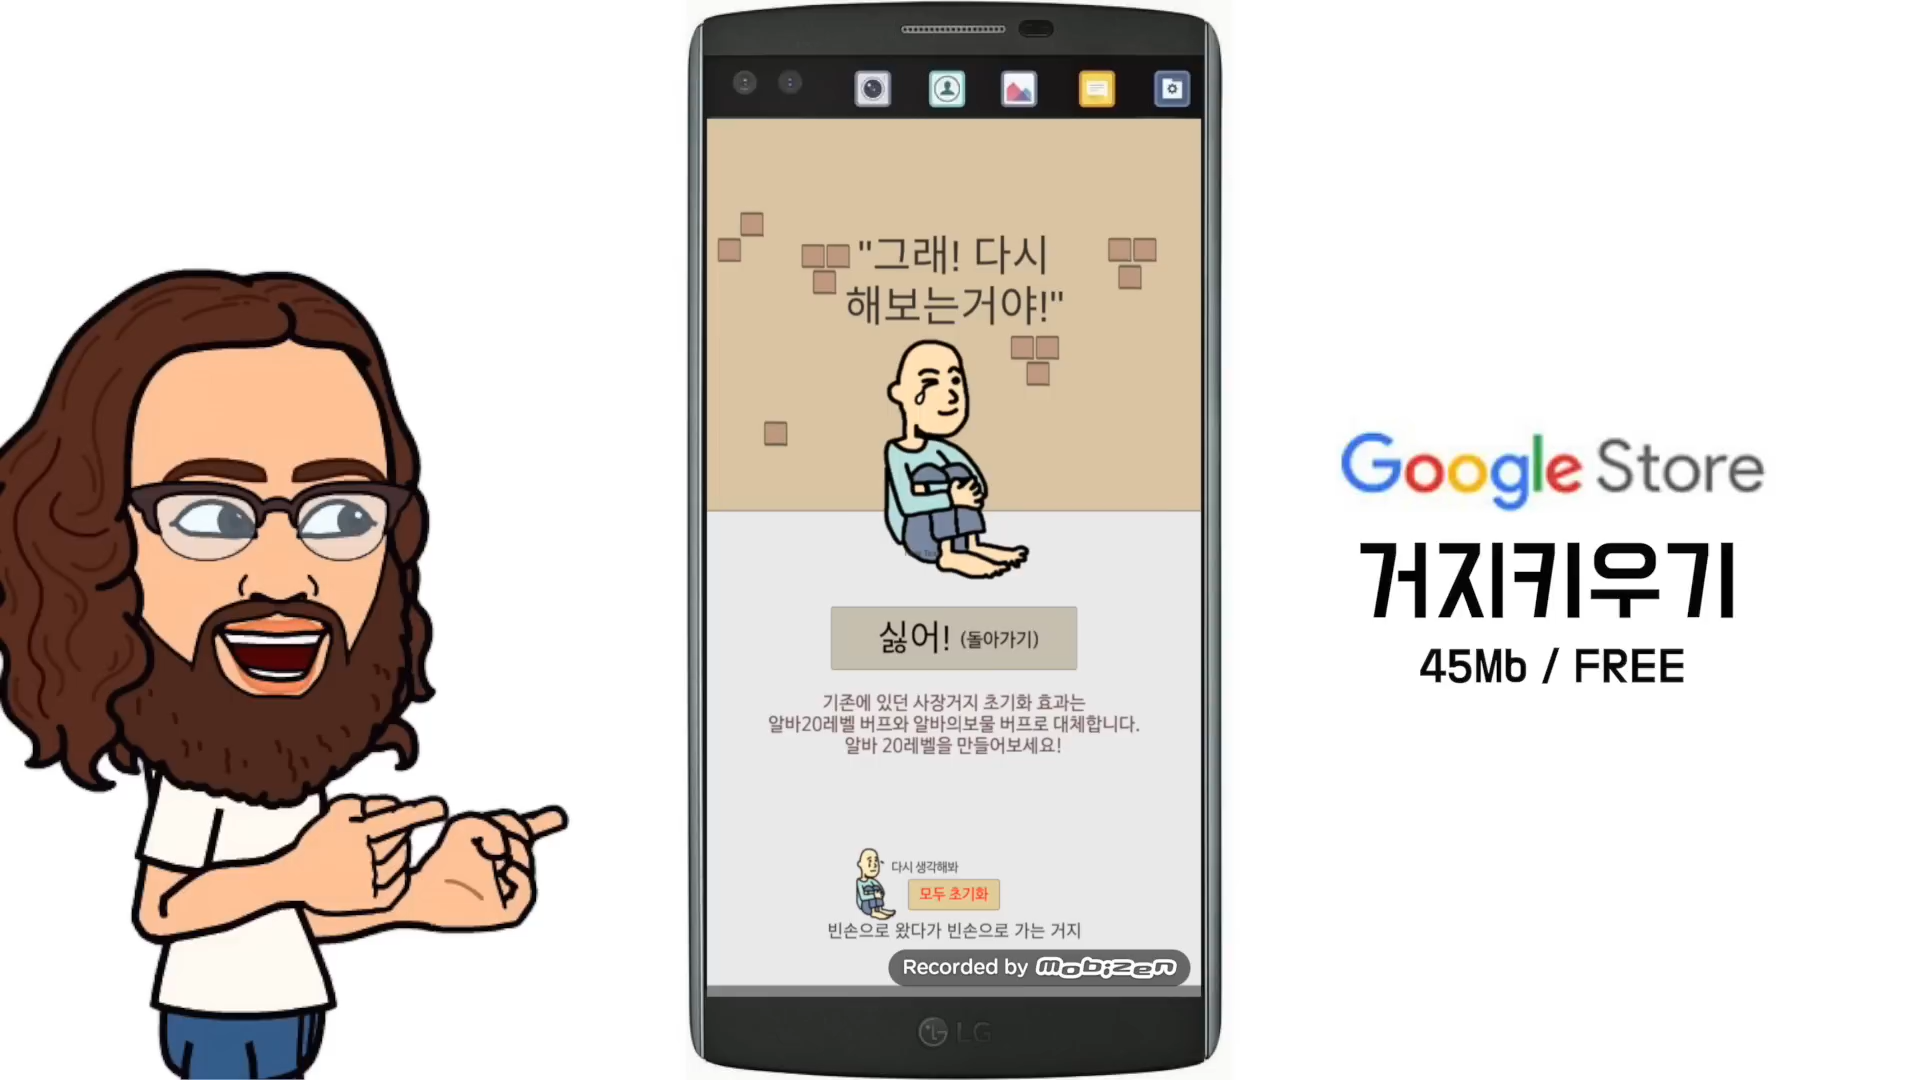 "그래! 다시
해보는거야!"
싫어! (돌아가기)
기존에 있던 사장거지 초기화 효과는
알바20레벨 버프와 알바의보물 버프로 대체합니다.
알바 20레벨을 만들어보세요!
다시 생각해봐
모두 초기화
빈손으로 왔다가 빈손으로 가는 거지
Recorded by mobizen
LG
Google Store
거지키우기
45Mb / FREE